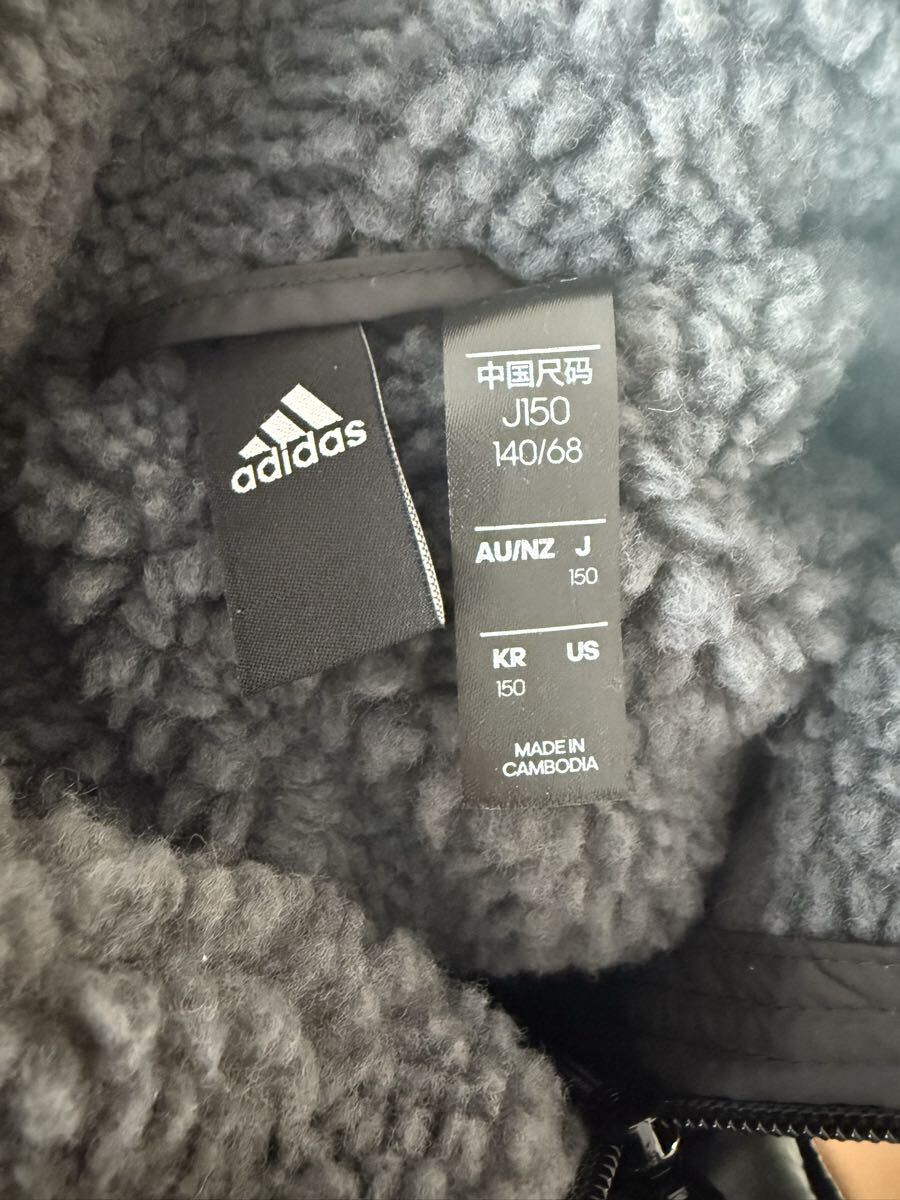 adidas
中国尺码
J150
140/68
AU/NZ J
150
KR US
150
MADE IN
CAMBODIA